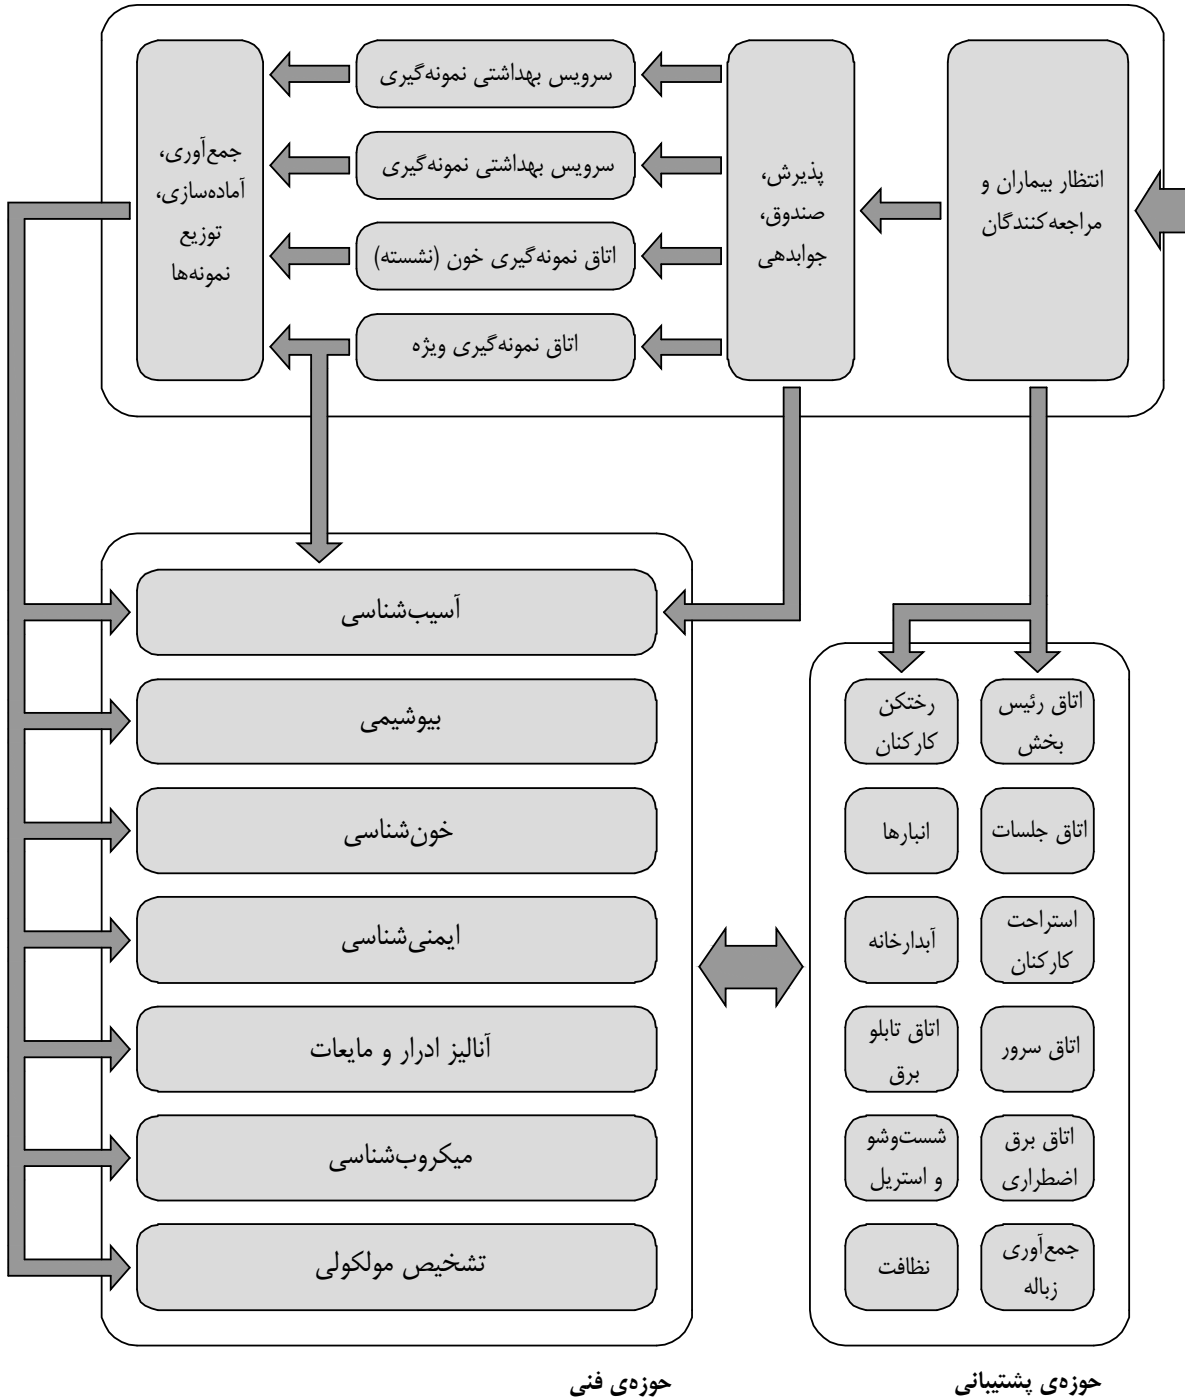 انتظار بیماران و
مراجعه‌کنندگان
پذیرش،
صندوق،
جوابدهی
سرویس بهداشتی نمونه‌گیری
سرویس بهداشتی نمونه‌گیری
اتاق نمونه‌گیری خون (نشسته)
اتاق نمونه‌گیری ویژه
جمع‌آوری،
آماده‌سازی،
توزیع
نمونه‌ها
آسیب‌شناسی
بیوشیمی
خون‌شناسی
ایمنی‌شناسی
آنالیز ادرار و مایعات
میکروب‌شناسی
تشخیص مولکولی
اتاق رئیس
بخش
رختکن
کارکنان
اتاق جلسات
انبارها
استراحت
کارکنان
آبدارخانه
اتاق سرور
اتاق تابلو
برق
اتاق برق
اضطراری
شست‌وشو
و استریل
جمع‌آوری
زباله
نظافت
حوزه‌ی پشتیبانی
حوزه‌ی فنی